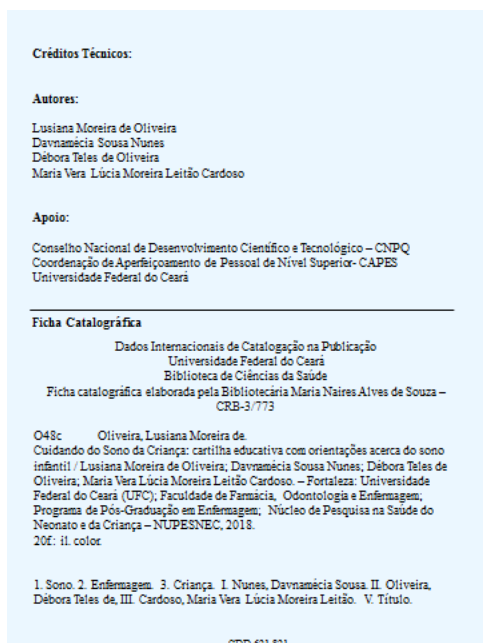 Créditos Técnicos:
Autores:
Lusiana Moreira de Oliveira
Davnamécia Sousa Nunes
Débora Teles de Oliveira
Maria Vera Lúcia Moreira Leitão Cardoso
Apoio:
Conselho Nacional de Desenvolvimento Científico e Tecnológico – CNPQ
Coordenação de Aperfeiçoamento de Pessoal de Nível Superior- CAPES
Universidade Federal do Ceará
Ficha Catalográfica
Dados Internacionais de Catalogação na Publicação
Universidade Federal do Ceará
Biblioteca de Ciências da Saúde
Ficha catalográfica elaborada pela Bibliotecária Maria Naires Alves de Souza –
CRB-3/773
O48c Oliveira, Lusiana Moreira de.
Cuidando do Sono da Criança: cartilha educativa com orientações acerca do sono
infantil / Lusiana Moreira de Oliveira; Davnamécia Sousa Nunes; Débora Teles de
Oliveira; Maria Vera Lúcia Moreira Leitão Cardoso. – Fortaleza: Universidade
Federal do Ceará (UFC); Faculdade de Farmácia, Odontologia e Enfermagem;
Programa de Pós-Graduação em Enfermagem; Núcleo de Pesquisa na Saúde do
Neonato e da Criança – NUPESNEC, 2018.
20f.: il. color.
1. Sono. 2. Enfermagem. 3. Criança. I. Nunes, Davnamécia Sousa. II. Oliveira,
Débora Teles de, III. Cardoso, Maria Vera Lúcia Moreira Leitão. V. Título.